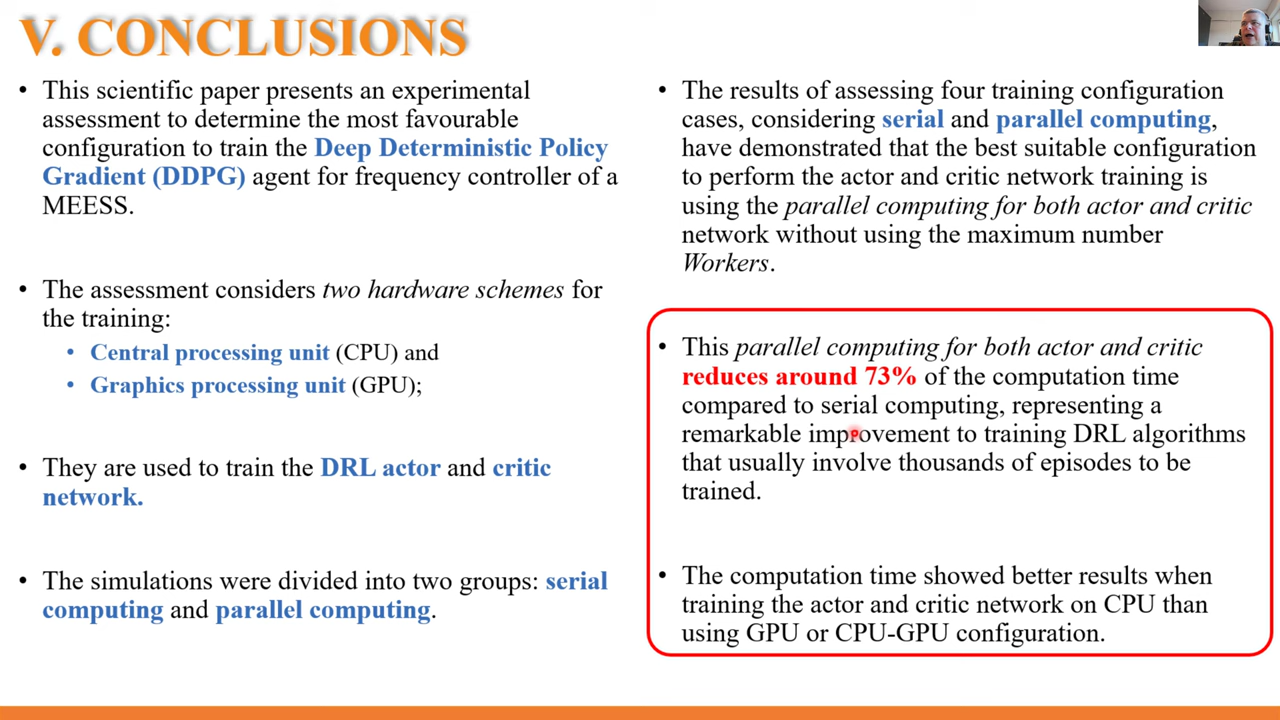 V. CONCLUSIONS
• This scientific paper presents an experimental
assessment to determine the most favourable
configuration to train the Deep Deterministic Policy
Gradient (DDPG) agent for frequency controller of a
MEESS.
• The assessment considers two hardware schemes for
the training:
• Central processing unit (CPU) and
• Graphics processing unit (GPU);
• They are used to train the DRL actor and critic
network.
• The simulations were divided into two groups: serial
computing and parallel computing.
• The results of assessing four training configuration
cases, considering serial and parallel computing,
have demonstrated that the best suitable configuration
to perform the actor and critic network training is
using the parallel computing for both actor and critic
network without using the maximum number
Workers.
• This parallel computing for both actor and critic
reduces around 73% of the computation time
compared to serial computing, representing a
remarkable improvement to training DRL algorithms
that usually involve thousands of episodes to be
trained.
• The computation time showed better results when
training the actor and critic network on CPU than
using GPU or CPU-GPU configuration.